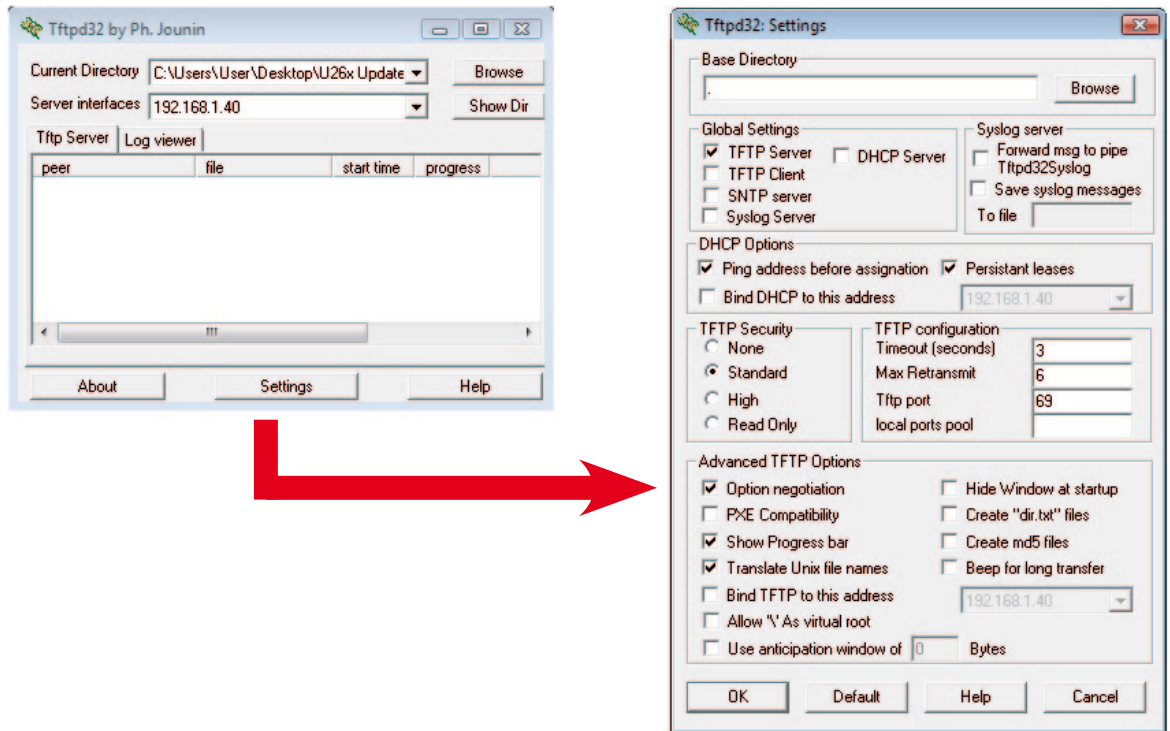 Tftpd32 by Ph. Jounin
Current Directory C:\Users\User\Desktop\U26x Update Browse
Server interfaces 192.168.1.40 Show Dir
Tftp Server Log viewer
peer file start time progress
About Settings Help
Tftpd32: Settings
Base Directory
. Browse
Global Settings
TFTP Server DHCP Server
TFTP Client
SNTP server
Syslog Server
Syslog server
Forward msg to pipe
Tftpd32Syslog
Save syslog messages
To file
DHCP Options
Ping address before assignation Persistant leases
Bind DHCP to this address 192.168.1.40
TFTP Security
None
Standard
High
Read Only
TFTP configuration
Timeout (seconds) 3
Max Retransmit 6
Tftp port 69
local ports pool
Advanced TFTP Options
Option negotiation Hide Window at startup
PXE Compatibility Create "dir.txt" files
Show Progress bar Create md5 files
Translate Unix file names Beep for long transfer
Bind TFTP to this address 192.168.1.40
Allow '\' As virtual root
Use anticipation window of 0 Bytes
OK Default Help Cancel